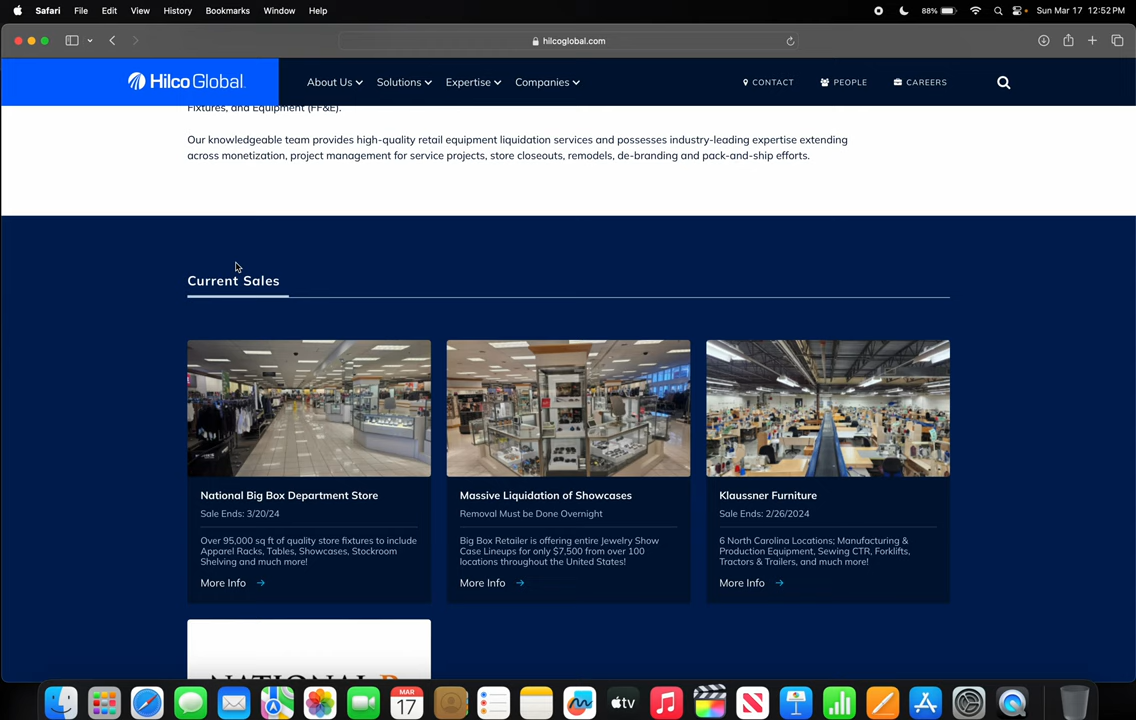 Safari File Edit View History Bookmarks Window Help 88% Sun Mar 17 12:52 PM
hilcoglobal.com
Hilco Global About Us Solutions Expertise Companies CONTACT PEOPLE CAREERS
Fixtures, and Equipment (FF&E).
Our knowledgeable team provides high-quality retail equipment liquidation services and possesses industry-leading expertise extending
across monetization, project management for service projects, store closeouts, remodels, de-branding and pack-and-ship efforts.
Current Sales
National Big Box Department Store
Sale Ends: 3/20/24
Over 95,000 sq ft of quality store fixtures to include
Apparel Racks, Tables, Showcases, Stockroom
Shelving and much more!
More Info →
Massive Liquidation of Showcases
Removal Must be Done Overnight
Big Box Retailer is offering entire Jewelry Show
Case Lineups for only $7,500 from over 100
locations throughout the United States!
More Info →
Klaussner Furniture
Sale Ends: 2/26/2024
6 North Carolina Locations; Manufacturing &
Production Equipment, Sewing CTR, Forklifts,
Tractors & Trailers, and much more!
More Info →
NATIONAL
MAR
17
tv